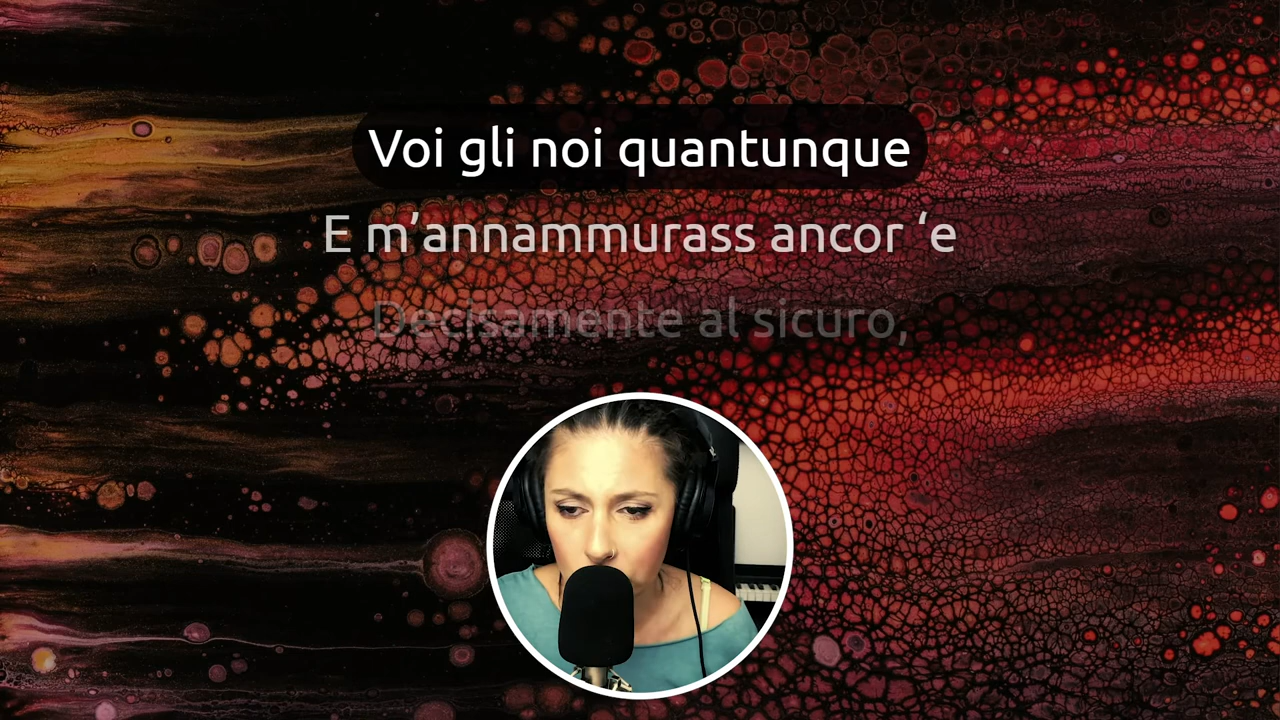 Voi gli noi quantunque
E m’annammurass ancor ‘e
Decisamente al sicuro,